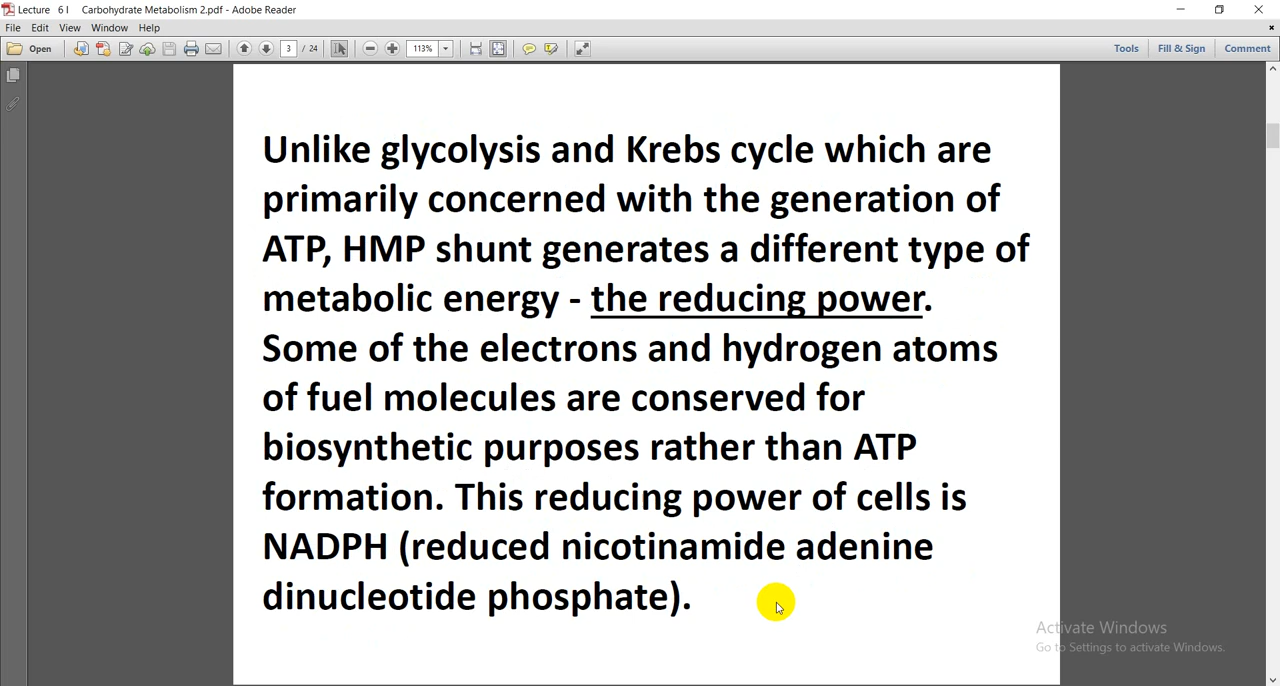 Lecture 6 I Carbohydrate Metabolism 2.pdf - Adobe Reader
File Edit View Window Help
Open 3 / 24 113% Tools Fill & Sign Comment
Unlike glycolysis and Krebs cycle which are
primarily concerned with the generation of
ATP, HMP shunt generates a different type of
metabolic energy - the reducing power.
Some of the electrons and hydrogen atoms
of fuel molecules are conserved for
biosynthetic purposes rather than ATP
formation. This reducing power of cells is
NADPH (reduced nicotinamide adenine
dinucleotide phosphate).
Activate Windows
Go to Settings to activate Windows.